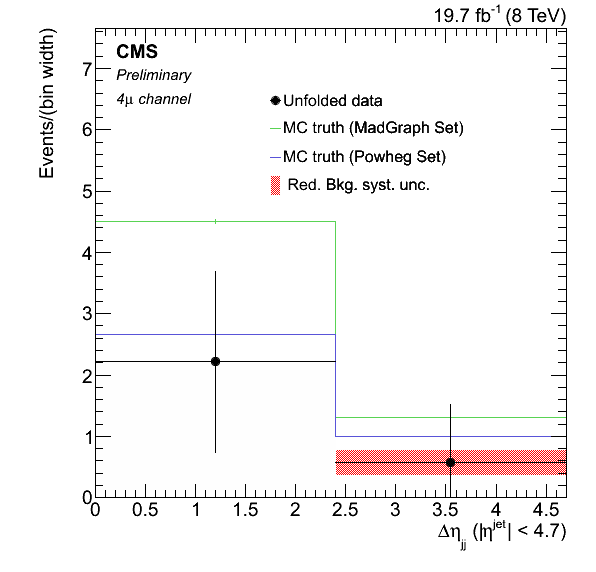 19.7 fb⁻¹ (8 TeV)
CMS
Preliminary
4μ channel
Unfolded data
MC truth (MadGraph Set)
MC truth (Powheg Set)
Red. Bkg. syst. unc.
Events/(bin width)
7
6
5
4
3
2
1
0
0 0.5 1 1.5 2 2.5 3 3.5 4 4.5
Δη_jj (|η^jet| < 4.7)